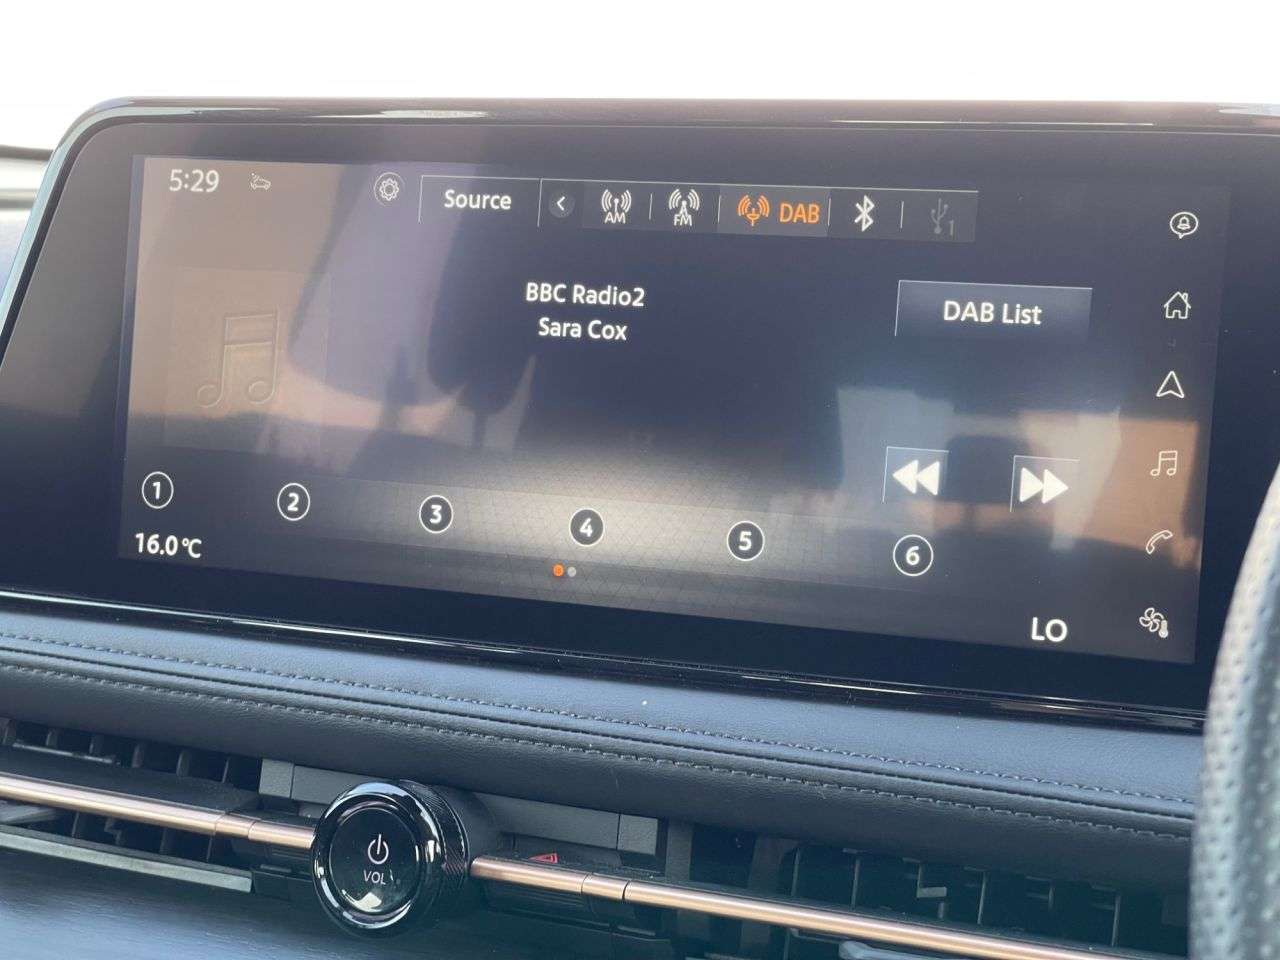 5:29
Source
AM
FM
DAB
1
BBC Radio2
Sara Cox
DAB List
1
2
3
4
5
6
16.0°C
LO
VOL